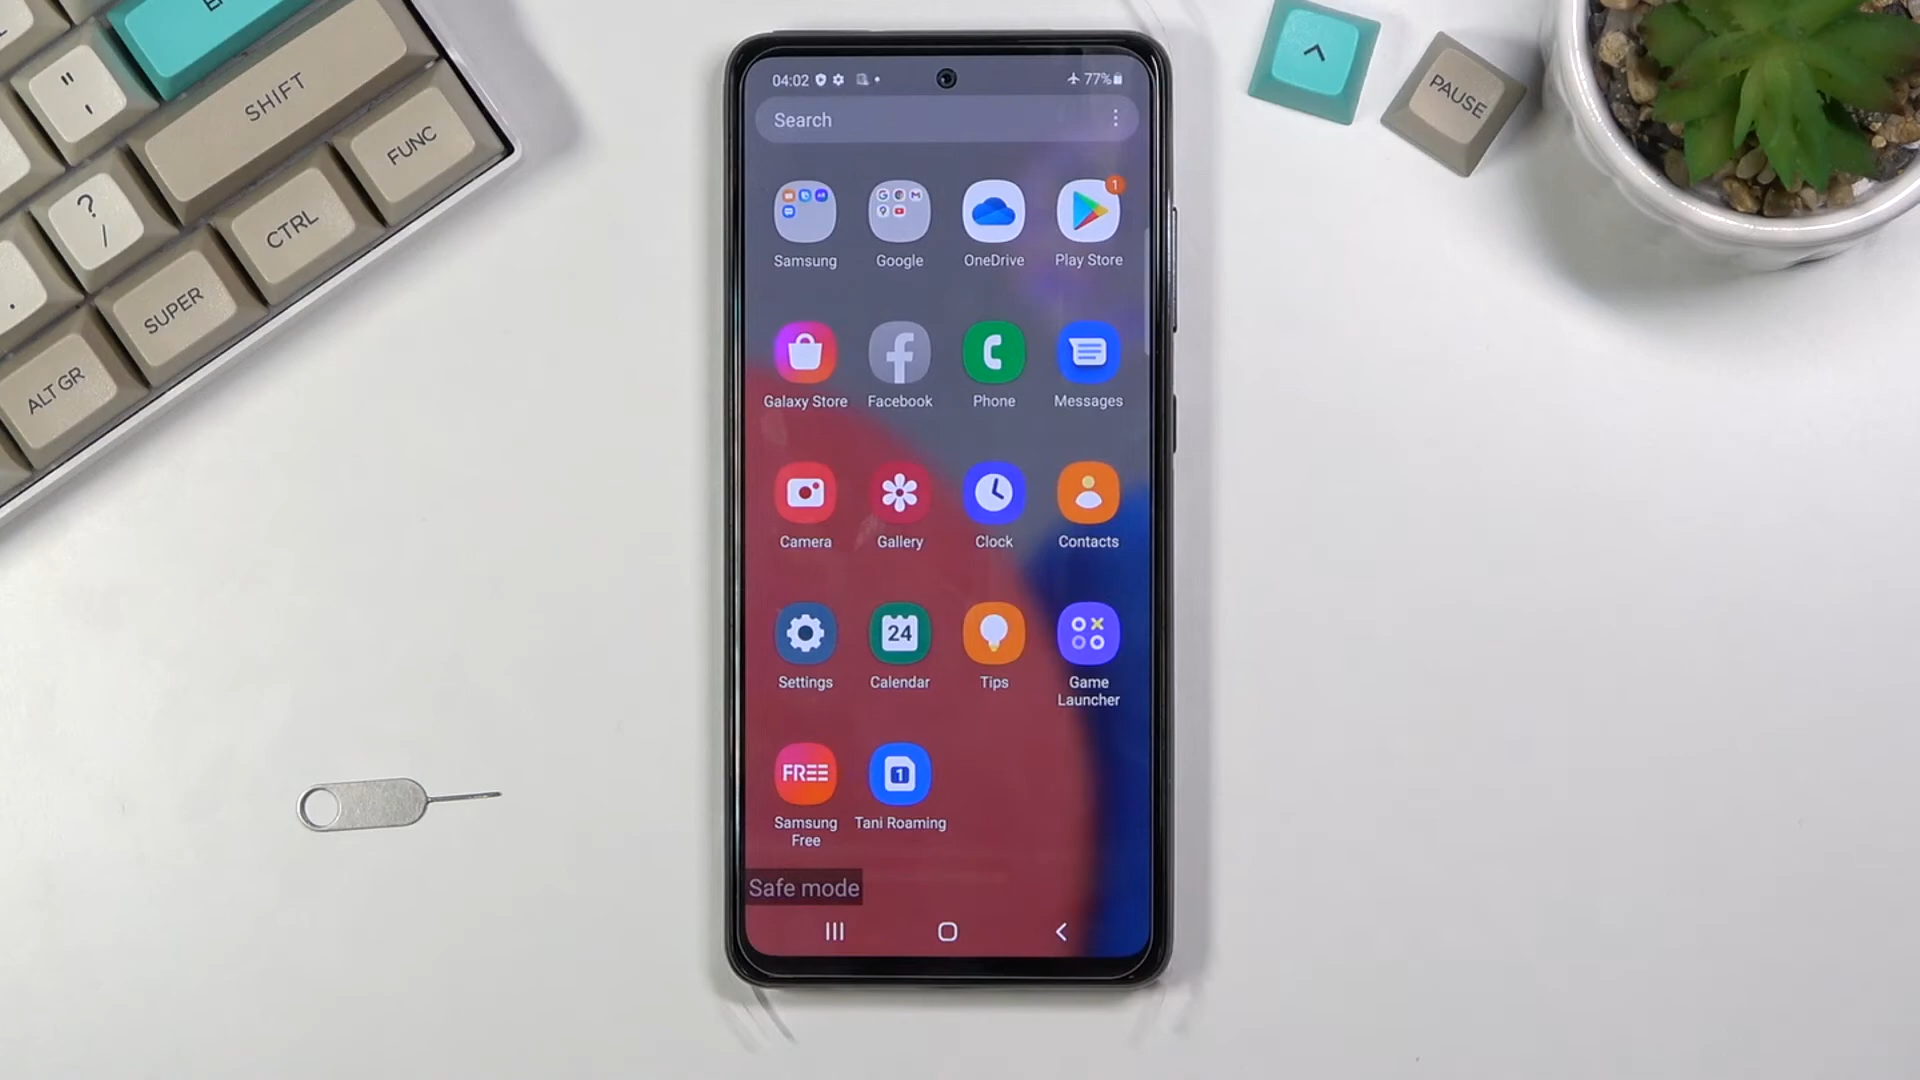 "
'
SHIFT
?
/
CTRL
FUNC
.
SUPER
ALT GR
^
PAUSE
04:02
77%
Search
1
Samsung
Google
OneDrive
Play Store
Galaxy Store
Facebook
Phone
Messages
Camera
Gallery
Clock
Contacts
24
Settings
Calendar
Tips
Game
Launcher
FREE
1
Samsung
Free
Tani Roaming
Safe mode